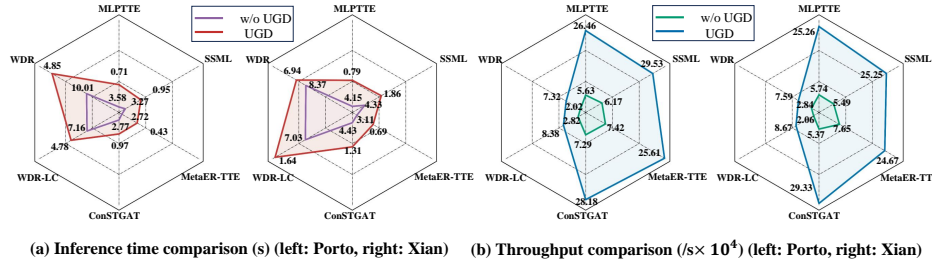 MLPTTE
w/o UGD
UGD
SSML
MetaER-TTE
ConSTGAT
WDR-LC
WDR
4.85
0.71
10.01
3.58
3.27
0.95
7.16
2.77
2.72
0.43
4.78
0.97
MLPTTE
SSML
MetaER-TTE
ConSTGAT
WDR-LC
WDR
6.94
0.79
8.37
4.15
4.33
1.86
7.03
4.43
3.11
0.69
1.64
1.31
MLPTTE
26.46
w/o UGD
UGD
SSML
29.53
MetaER-TTE
25.61
ConSTGAT
28.18
WDR-LC
8.38
WDR
7.32
5.63
6.17
2.02
2.82
7.42
7.29
MLPTTE
25.26
SSML
25.25
MetaER-TTE
24.67
ConSTGAT
29.33
WDR-LC
8.67
WDR
7.59
5.74
5.49
2.84
2.06
7.65
5.37
(a) Inference time comparison (s) (left: Porto, right: Xian)
(b) Throughput comparison (/s× 10⁴) (left: Porto, right: Xian)